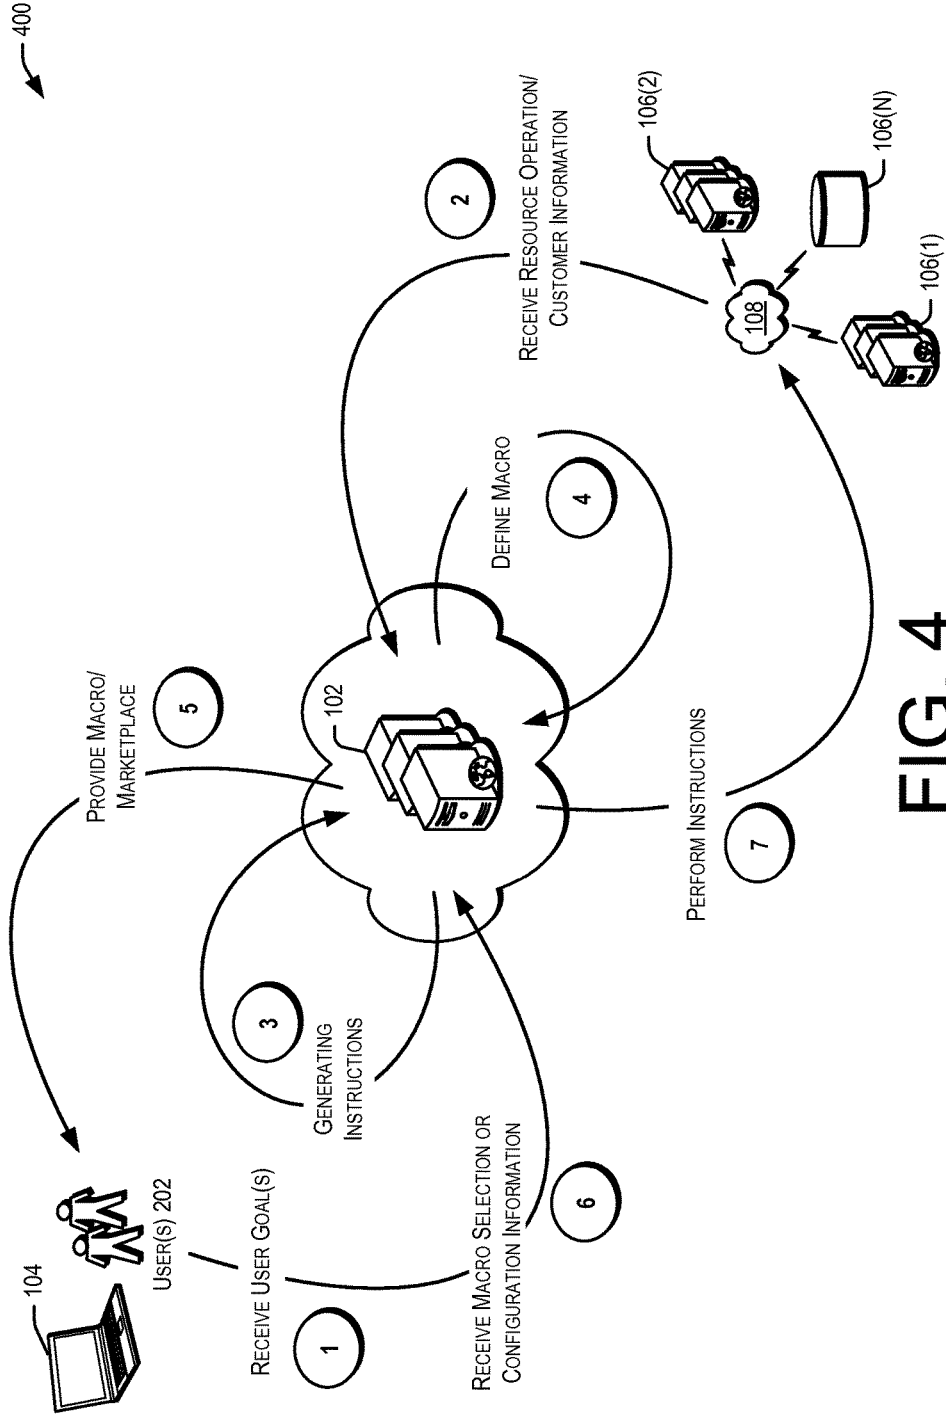 400
104
USER(S) 202
1
RECEIVE USER GOAL(S)
2
RECEIVE RESOURCE OPERATION/
CUSTOMER INFORMATION
3
GENERATING
INSTRUCTIONS
4
DEFINE MACRO
5
PROVIDE MACRO/
MARKETPLACE
6
RECEIVE MACRO SELECTION OR
CONFIGURATION INFORMATION
7
PERFORM INSTRUCTIONS
102
108
106(1)
106(2)
106(N)
FIG. 4